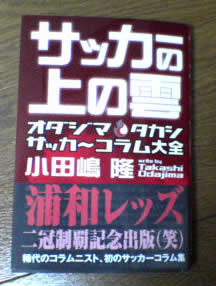 サッカーの
上の雲
オダジマタカシ
サッカ〜コラム大全
小田嶋 隆
write by
Takashi
Odajima
浦和レッズ
二冠制覇記念出版(笑)
稀代のコラムニスト、初のサッカーコラム集